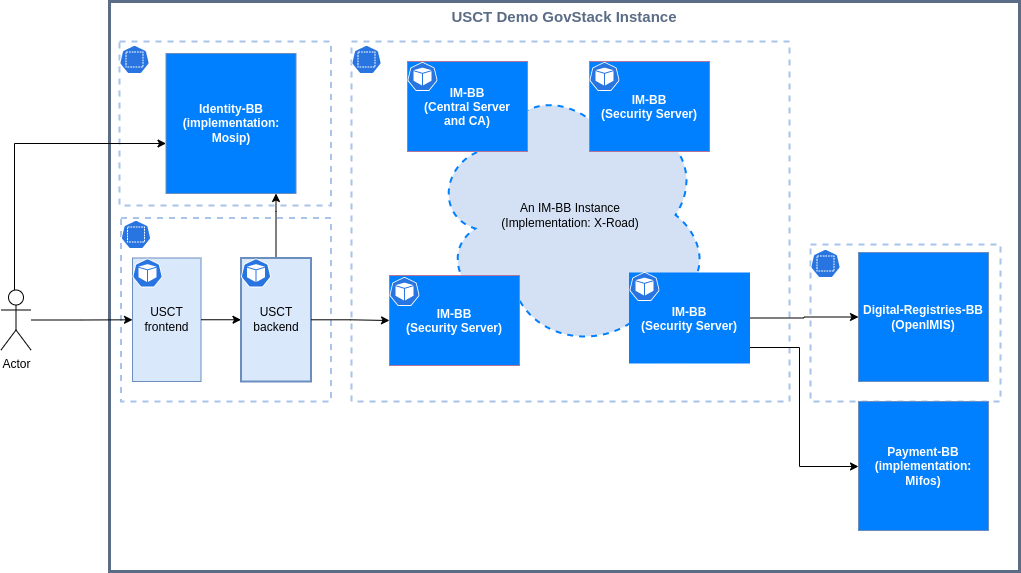 USCT Demo GovStack Instance
Identity-BB
(implementation:
Mosip)
IM-BB
(Central Server
and CA)
IM-BB
(Security Server)
An IM-BB Instance
(Implementation: X-Road)
USCT
frontend
USCT
backend
IM-BB
(Security Server)
IM-BB
(Security Server)
Digital-Registries-BB
(OpenIMIS)
Actor
Payment-BB
(implementation:
Mifos)